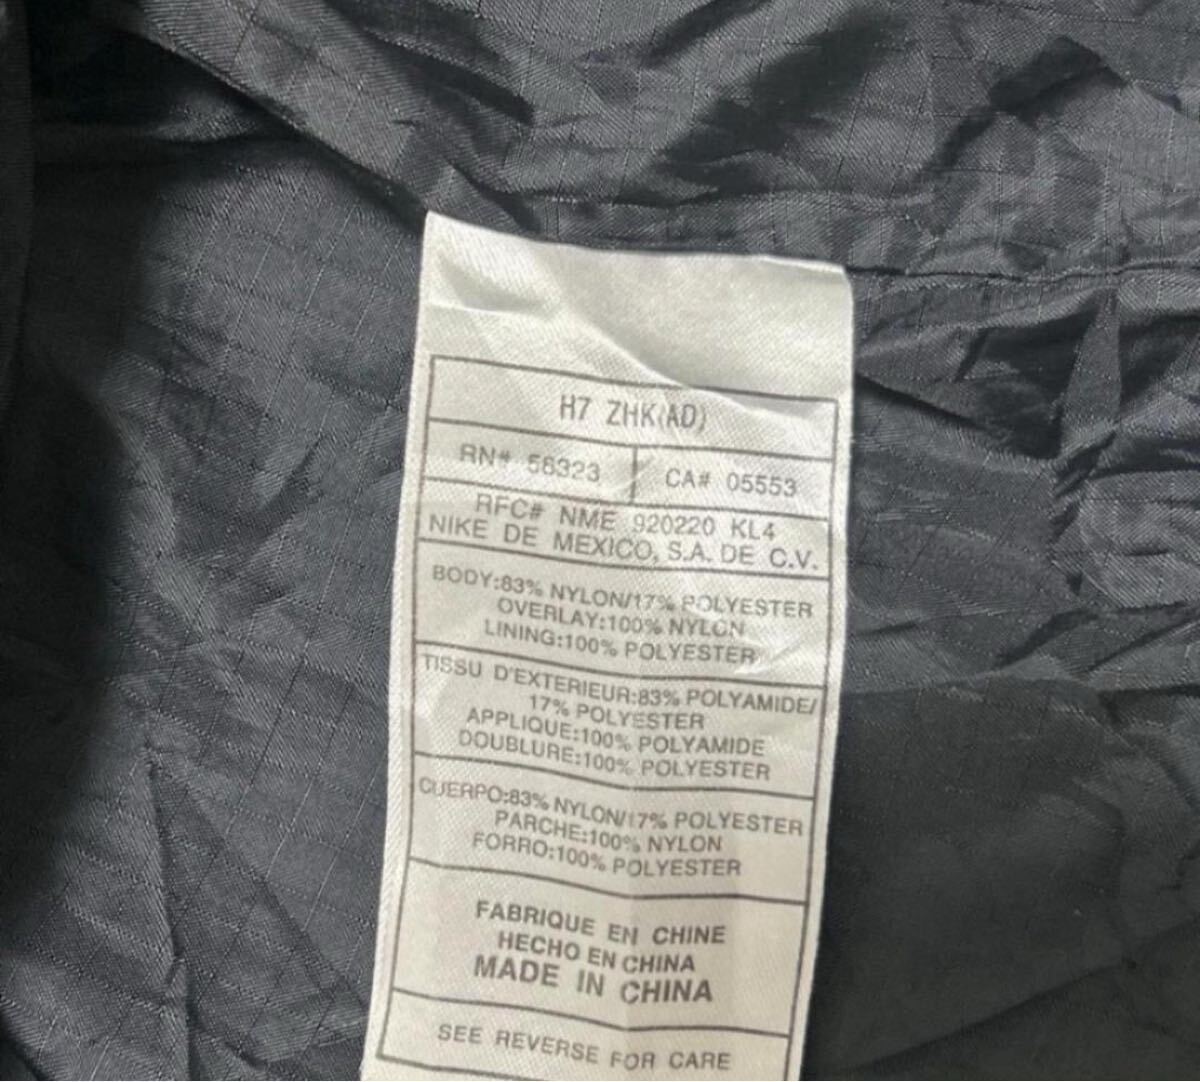 H7 ZHK(AD)
RN# 56323 CA# 05553
RFC# NME 920220 KL4
NIKE DE MEXICO, S.A. DE C.V.
BODY:83% NYLON/17% POLYESTER
OVERLAY:100% NYLON
LINING:100% POLYESTER
TISSU D'EXTERIEUR:83% POLYAMIDE/
17% POLYESTER
APPLIQUE:100% POLYAMIDE
DOUBLURE:100% POLYESTER
CUERPO:83% NYLON/17% POLYESTER
PARCHE:100% NYLON
FORRO:100% POLYESTER
FABRIQUE EN CHINE
HECHO EN CHINA
MADE IN CHINA
SEE REVERSE FOR CARE